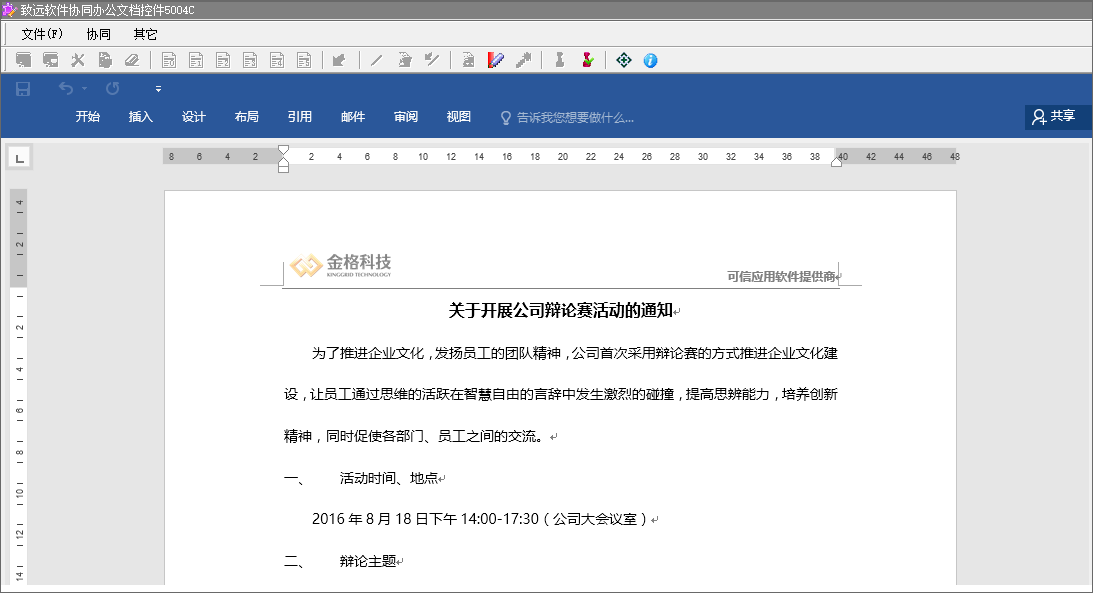 致远软件协同办公文档控件5004C
文件(F) 协同 其它
开始 插入 设计 布局 引用 邮件 审阅 视图 告诉我您想要做什么... 共享
L
8 6 4 2 2 4 6 8 10 12 14 16 18 20 22 24 26 28 30 32 34 36 38 40 42 44 46 48
4
2
2
4
6
8
10
12
14
金格科技
KINGGRID TECHNOLOGY
可信应用软件提供商
关于开展公司辩论赛活动的通知
为了推进企业文化，发扬员工的团队精神，公司首次采用辩论赛的方式推进企业文化建
设，让员工通过思维的活跃在智慧自由的言辞中发生激烈的碰撞，提高思辨能力，培养创新
精神，同时促使各部门、员工之间的交流。
一、 活动时间、地点
2016 年 8 月 18 日下午 14:00-17:30（公司大会议室）
二、 辩论主题